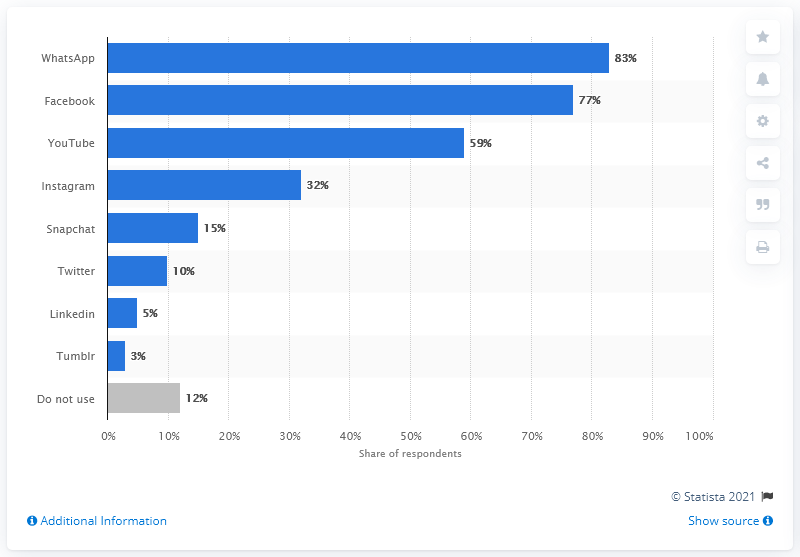 WhatsApp 83%
Facebook 77%
YouTube 59%
Instagram 32%
Snapchat 15%
Twitter 10%
Linkedin 5%
Tumblr 3%
Do not use 12%
0% 10% 20% 30% 40% 50% 60% 70% 80% 90% 100%
Share of respondents
© Statista 2021
Additional Information Show source